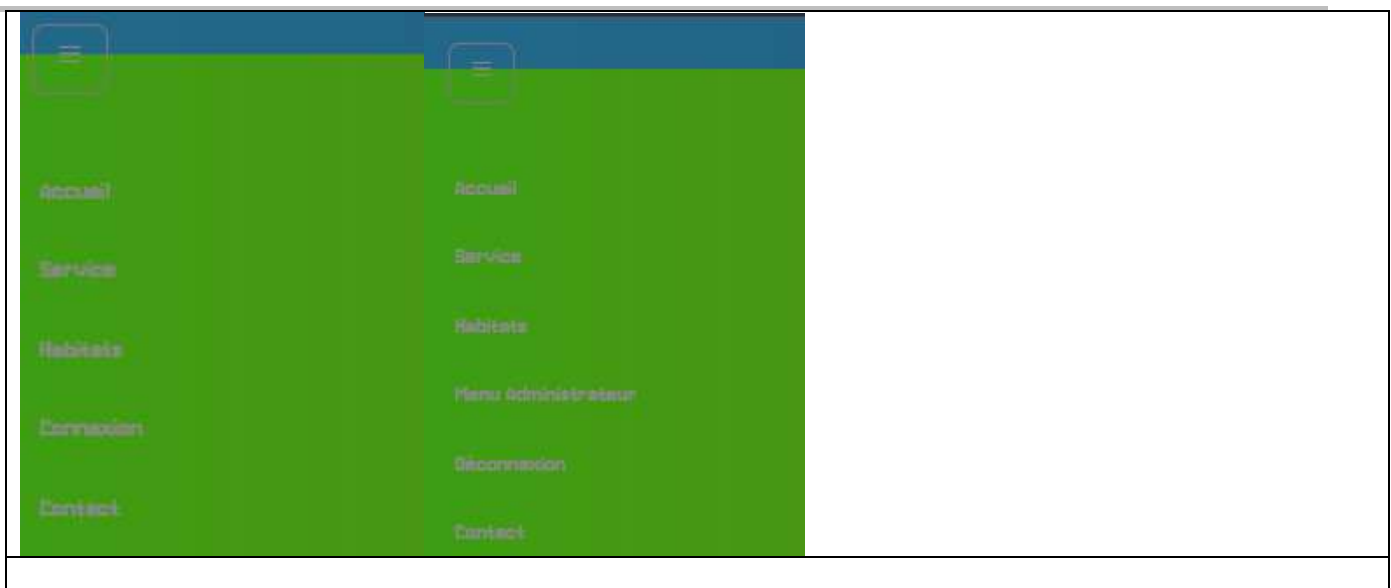 Accueil
Service
Habitats
Connexion
Contact
Accueil
Service
Habitats
Menu Administrateur
Déconnexion
Contact